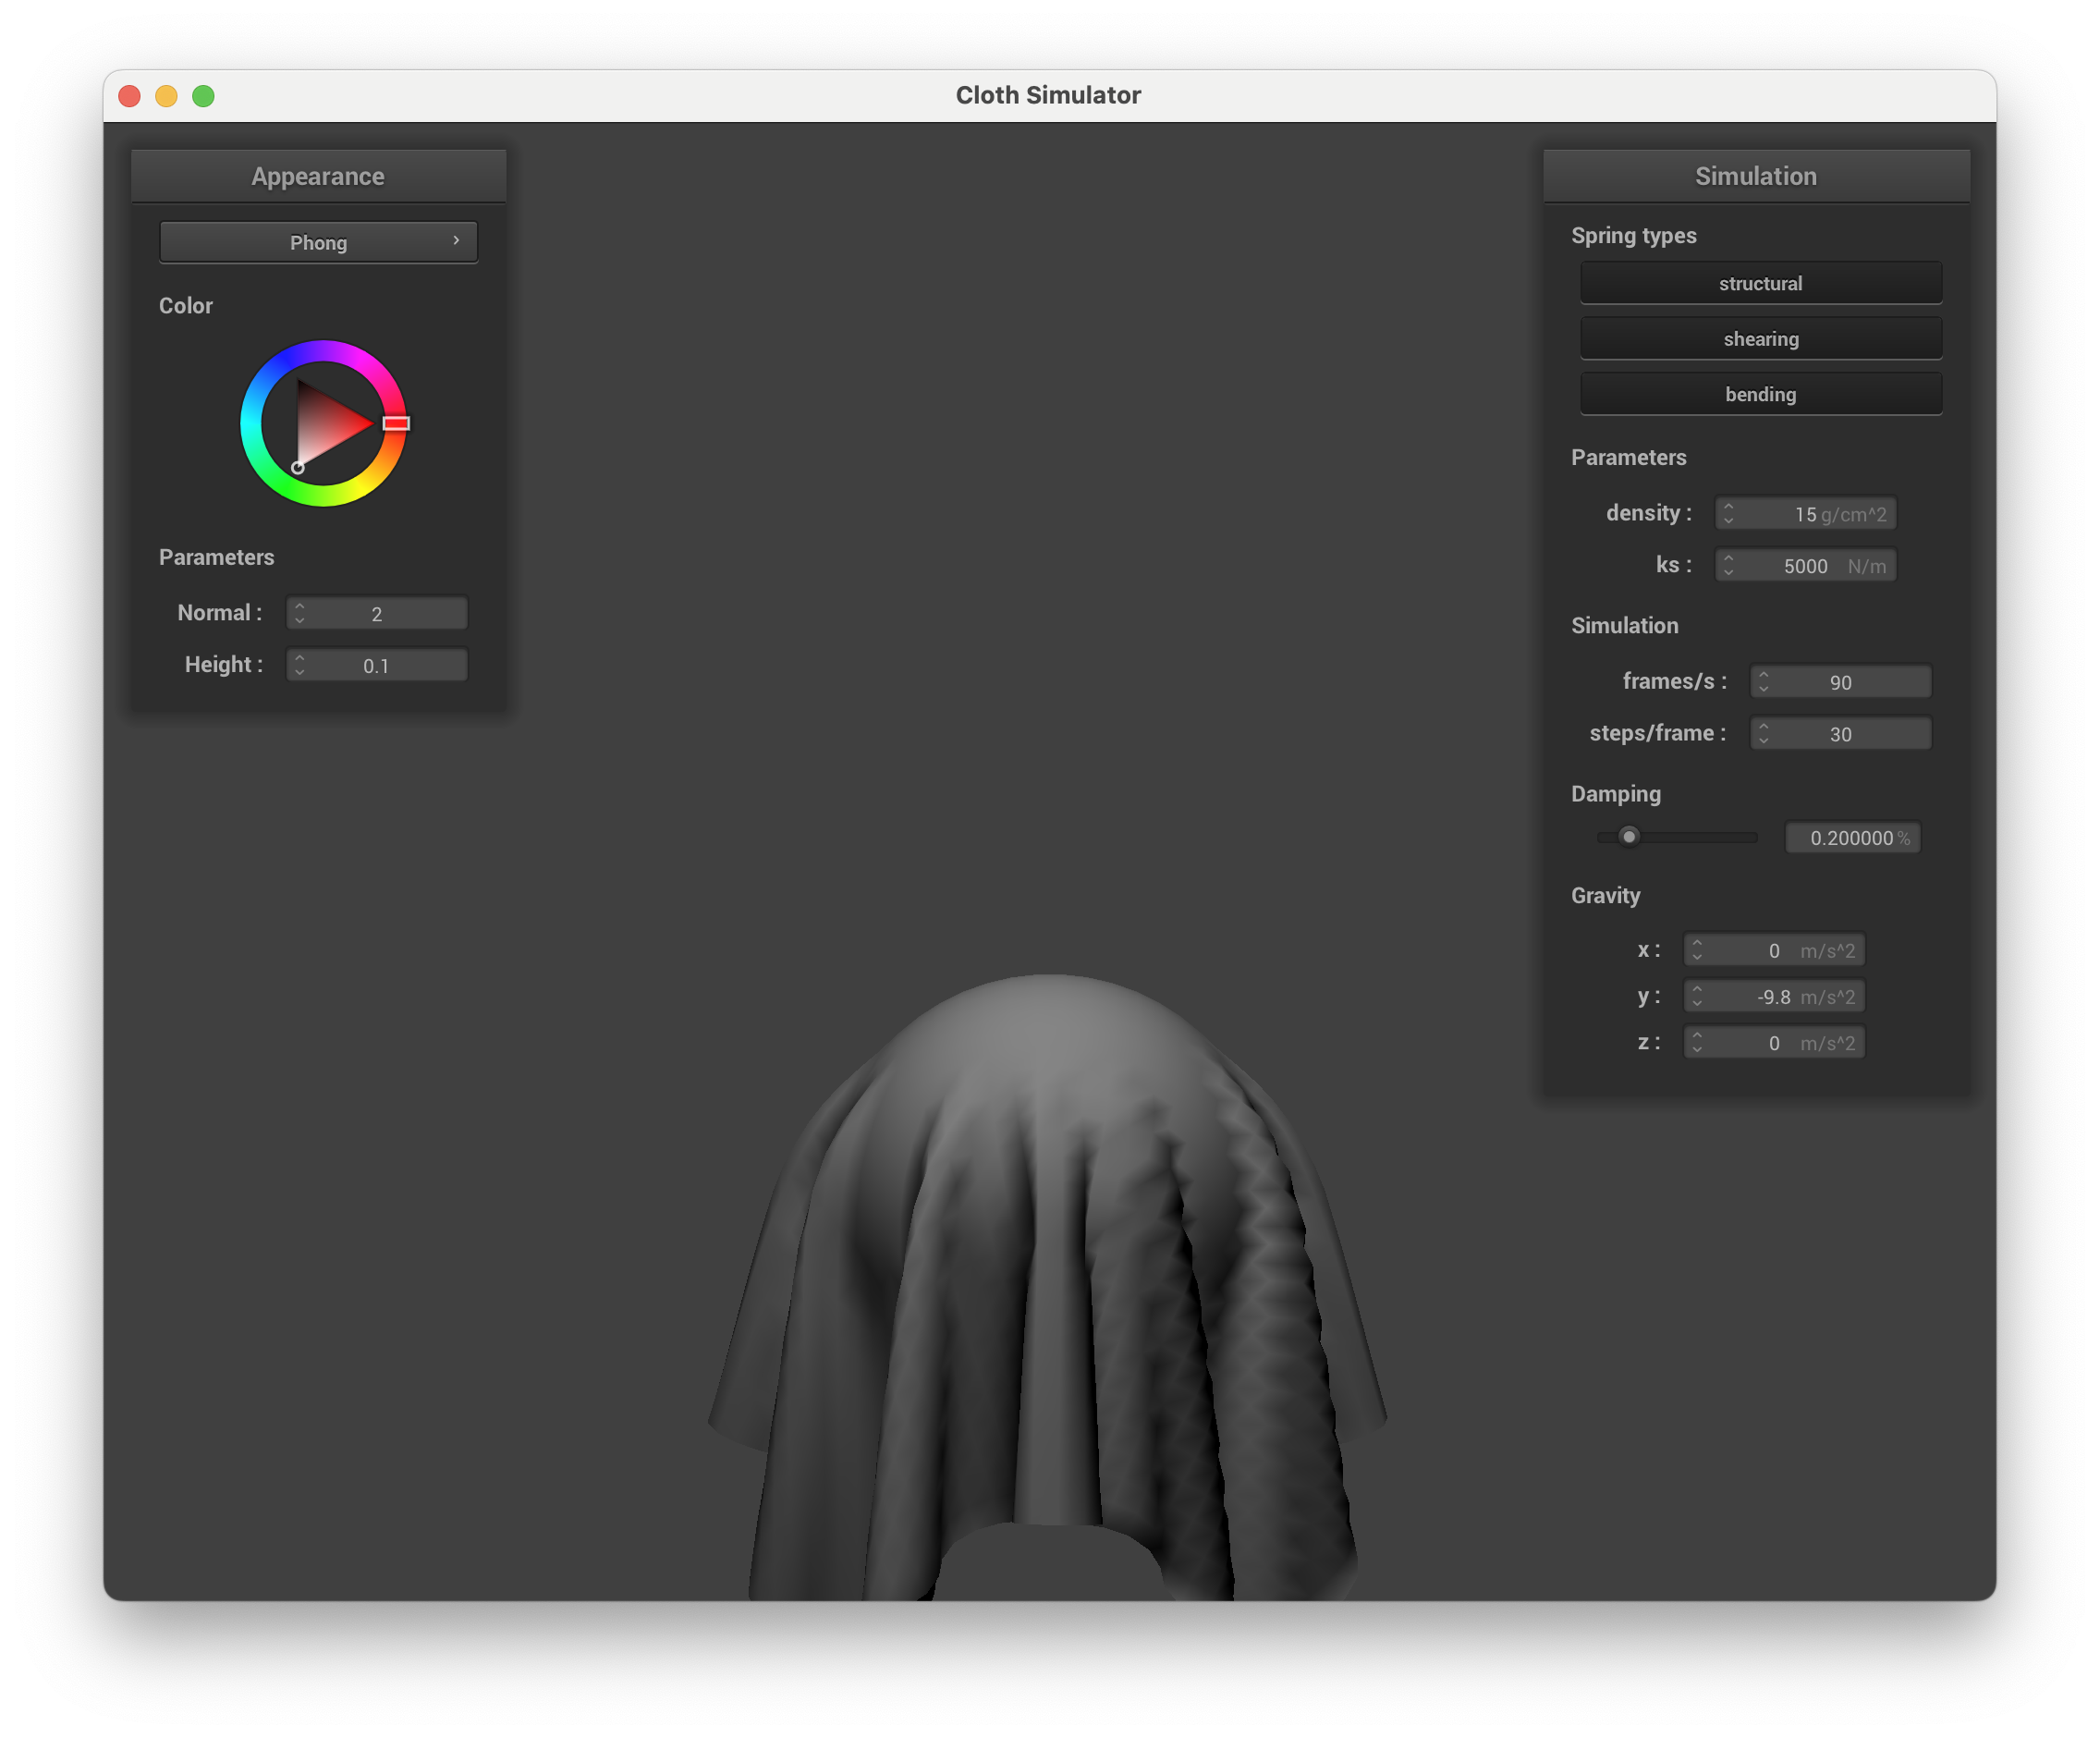 Cloth Simulator
Appearance
Phong ›
Color
Parameters
Normal : 2
Height : 0.1
Simulation
Spring types
structural
shearing
bending
Parameters
density : 15 g/cm^2
ks : 5000 N/m
Simulation
frames/s : 90
steps/frame : 30
Damping
0.200000 %
Gravity
x : 0 m/s^2
y : -9.8 m/s^2
z : 0 m/s^2